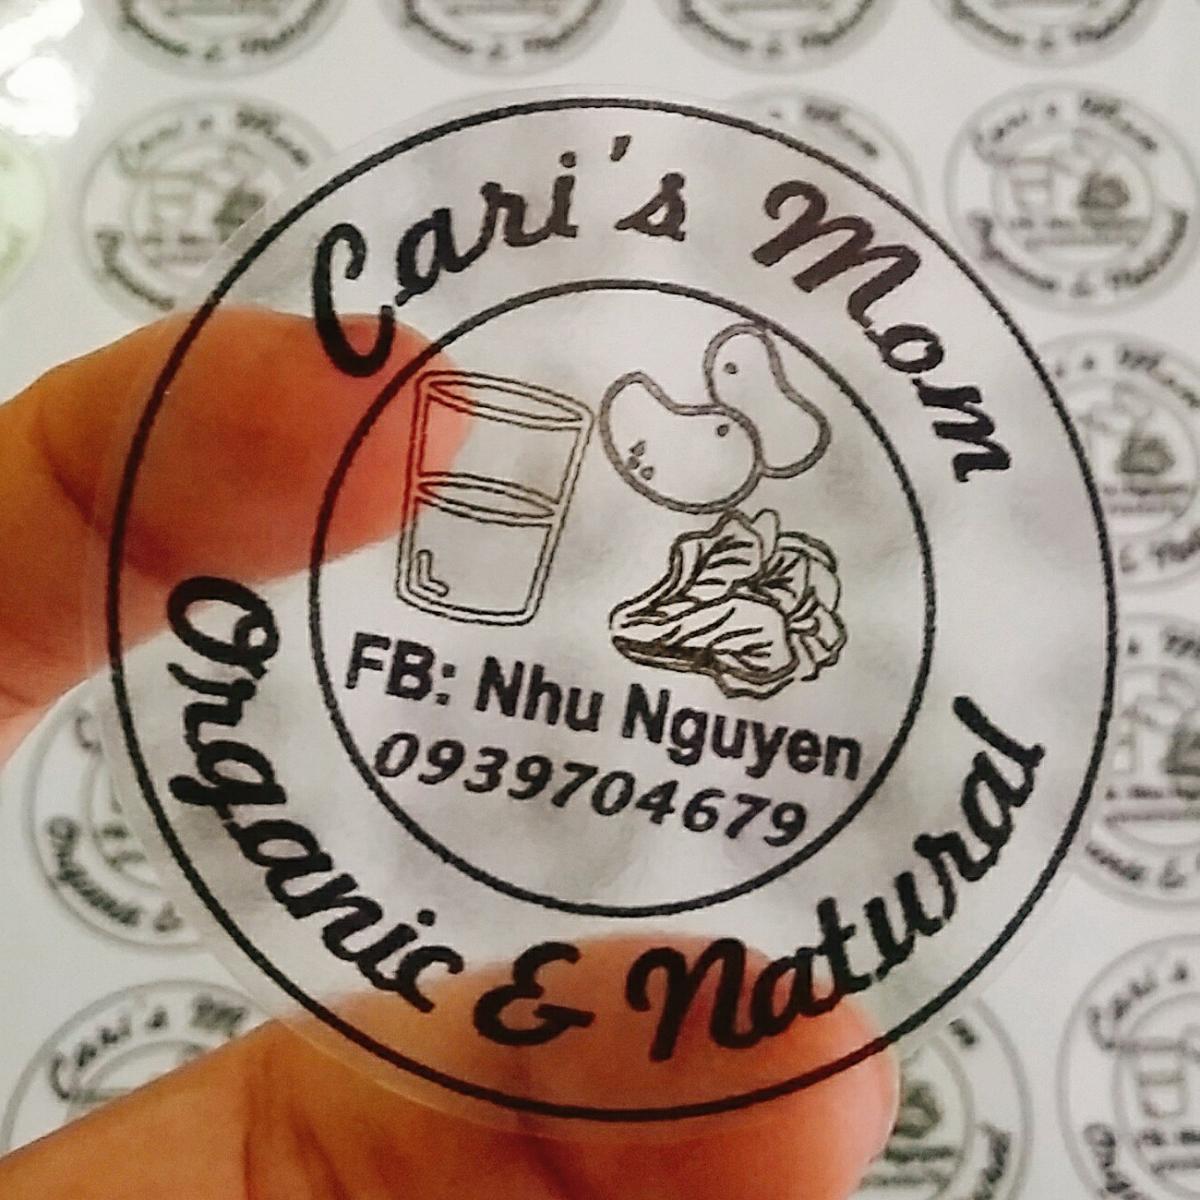 Cari's Mom
FB: Nhu Nguyen
0939704679
Organic & Natural